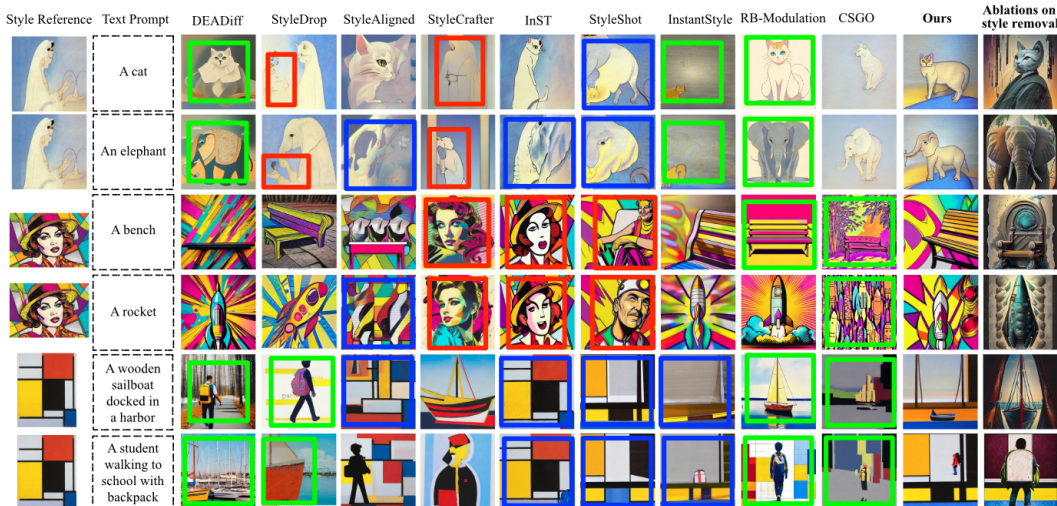 Style Reference
Text Prompt
DEADiff
StyleDrop
StyleAligned
StyleCrafter
InST
StyleShot
InstantStyle
RB-Modulation
CSGO
Ours
Ablations on
style removal
A cat
An elephant
A bench
A rocket
A wooden
sailboat
docked in
a harbor
A student
walking to
school with
backpack